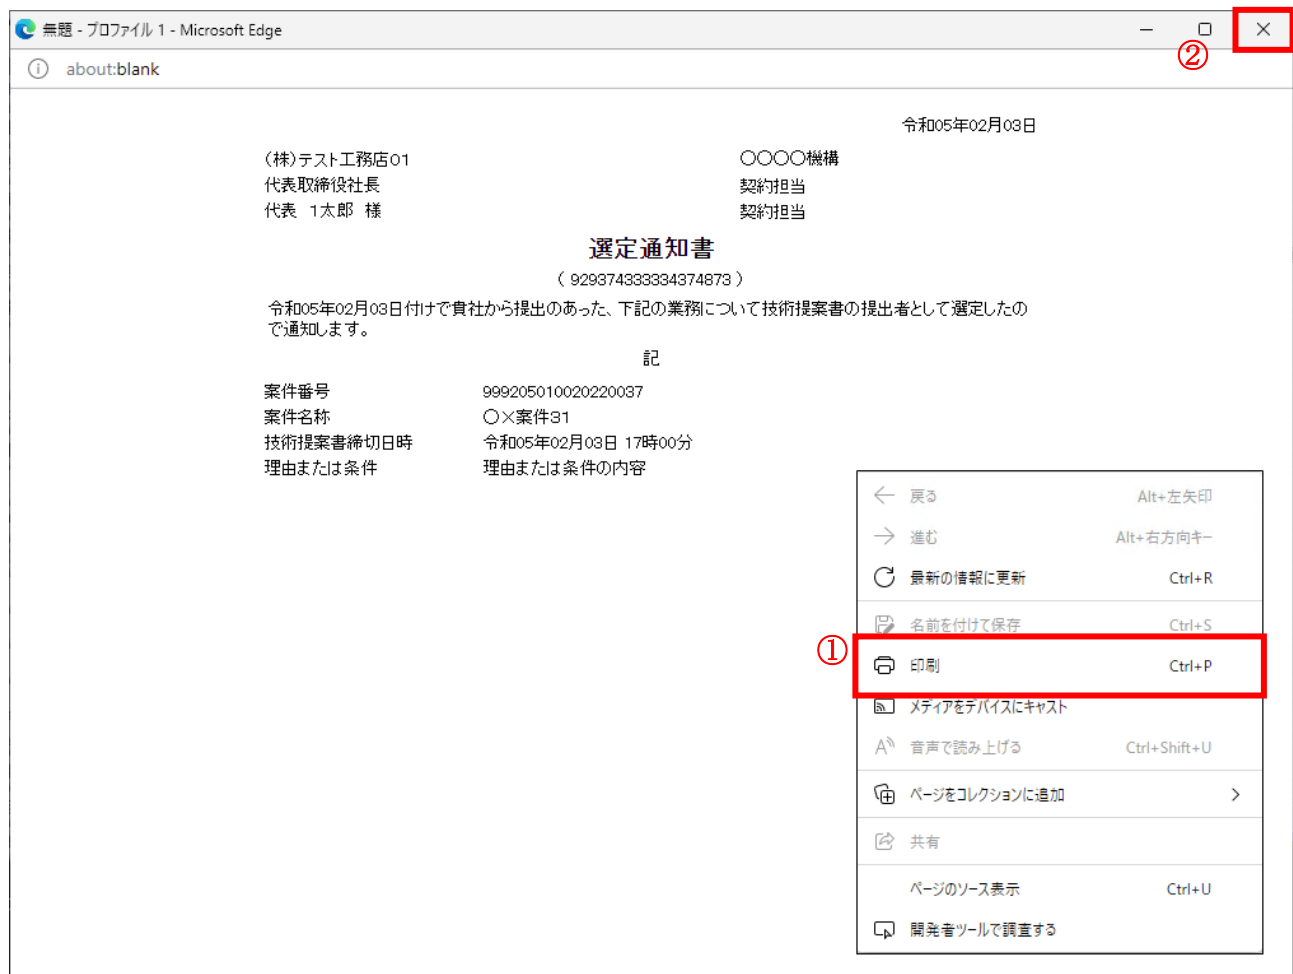 無題 - プロファイル 1 - Microsoft Edge
②
about:blank
令和05年02月03日
(株)テスト工務店01
〇〇〇〇機構
代表取締役社長
契約担当
代表 1太郎 様
契約担当
選定通知書
( 929374333334374873 )
令和05年02月03日付けで貴社から提出のあった、下記の業務について技術提案書の提出者として選定したの
で通知します。
記
案件番号 999205010020220037
案件名称 〇×案件31
技術提案書締切日時 令和05年02月03日 17時00分
理由または条件 理由または条件の内容
戻る Alt+左矢印
進む Alt+右方向キー
最新の情報に更新 Ctrl+R
名前を付けて保存 Ctrl+S
①
印刷 Ctrl+P
メディアをデバイスにキャスト
音声で読み上げる Ctrl+Shift+U
ページをコレクションに追加
共有
ページのソース表示 Ctrl+U
開発者ツールで調査する